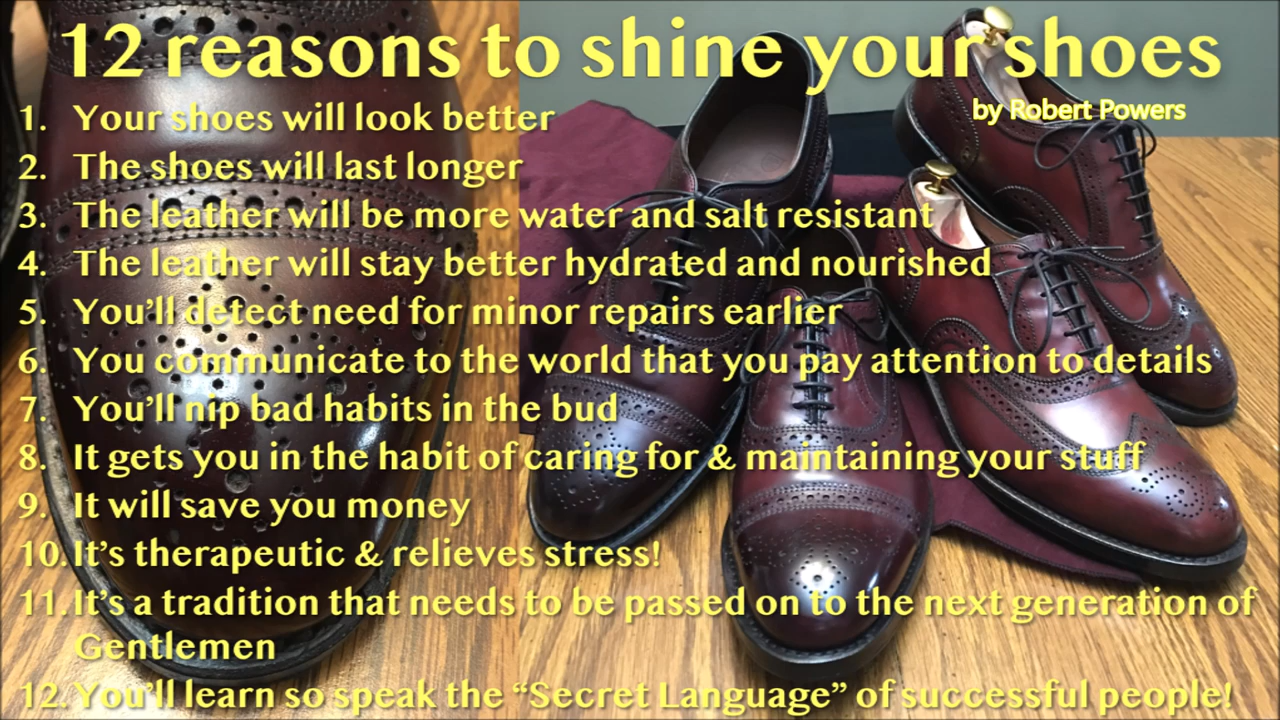 12 reasons to shine your shoes
by Robert Powers
1. Your shoes will look better
2. The shoes will last longer
3. The leather will be more water and salt resistant
4. The leather will stay better hydrated and nourished
5. You'll detect need for minor repairs earlier
6. You communicate to the world that you pay attention to details
7. You'll nip bad habits in the bud
8. It gets you in the habit of caring for & maintaining your stuff
9. It will save you money
10. It's therapeutic & relieves stress!
11. It's a tradition that needs to be passed on to the next generation of
Gentlemen
12. You'll learn so speak the “Secret Language” of successful people!